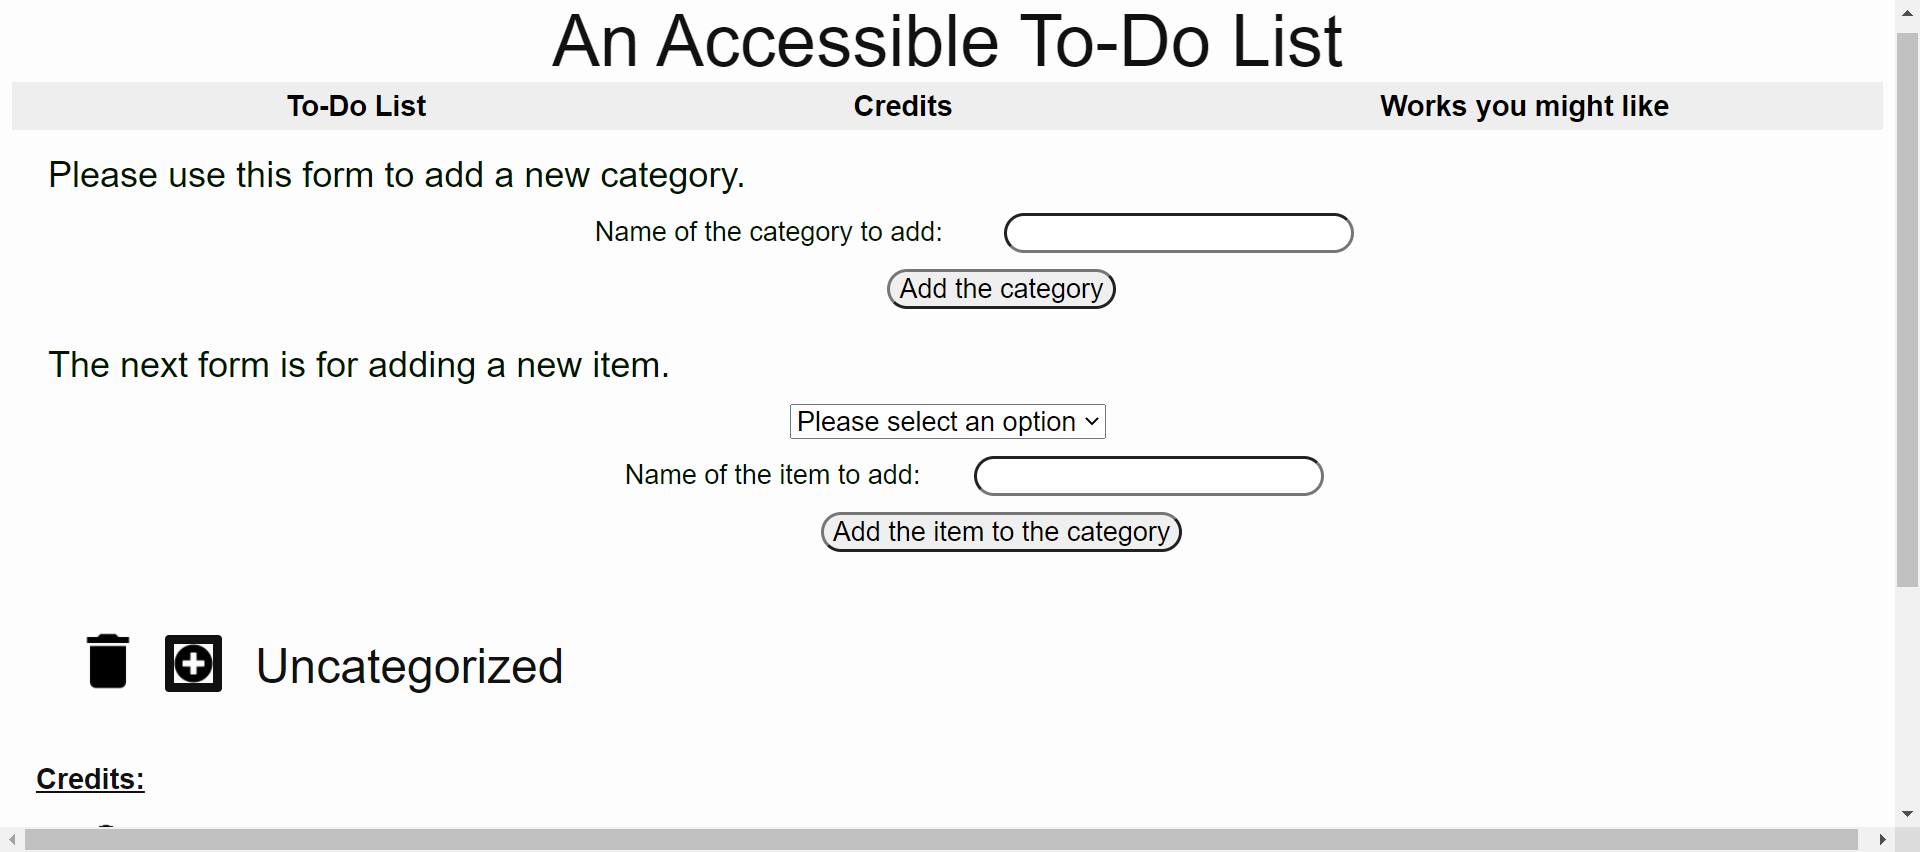 An Accessible To-Do List
To-Do List Credits Works you might like
Please use this form to add a new category.
Name of the category to add:
Add the category
The next form is for adding a new item.
Please select an option
Name of the item to add:
Add the item to the category
Uncategorized
Credits: